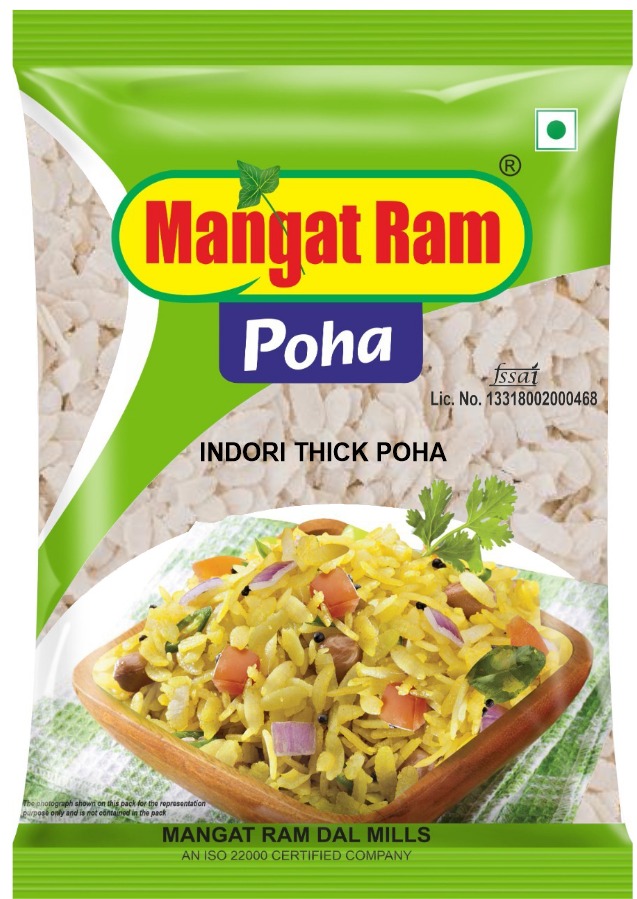 ®
Mangat Ram
Poha
fssai
Lic. No. 13318002000468
INDORI THICK POHA
The photograph shown on this pack for the representation
purpose only and is not contained in the pack
MANGAT RAM DAL MILLS
AN ISO 22000 CERTIFIED COMPANY